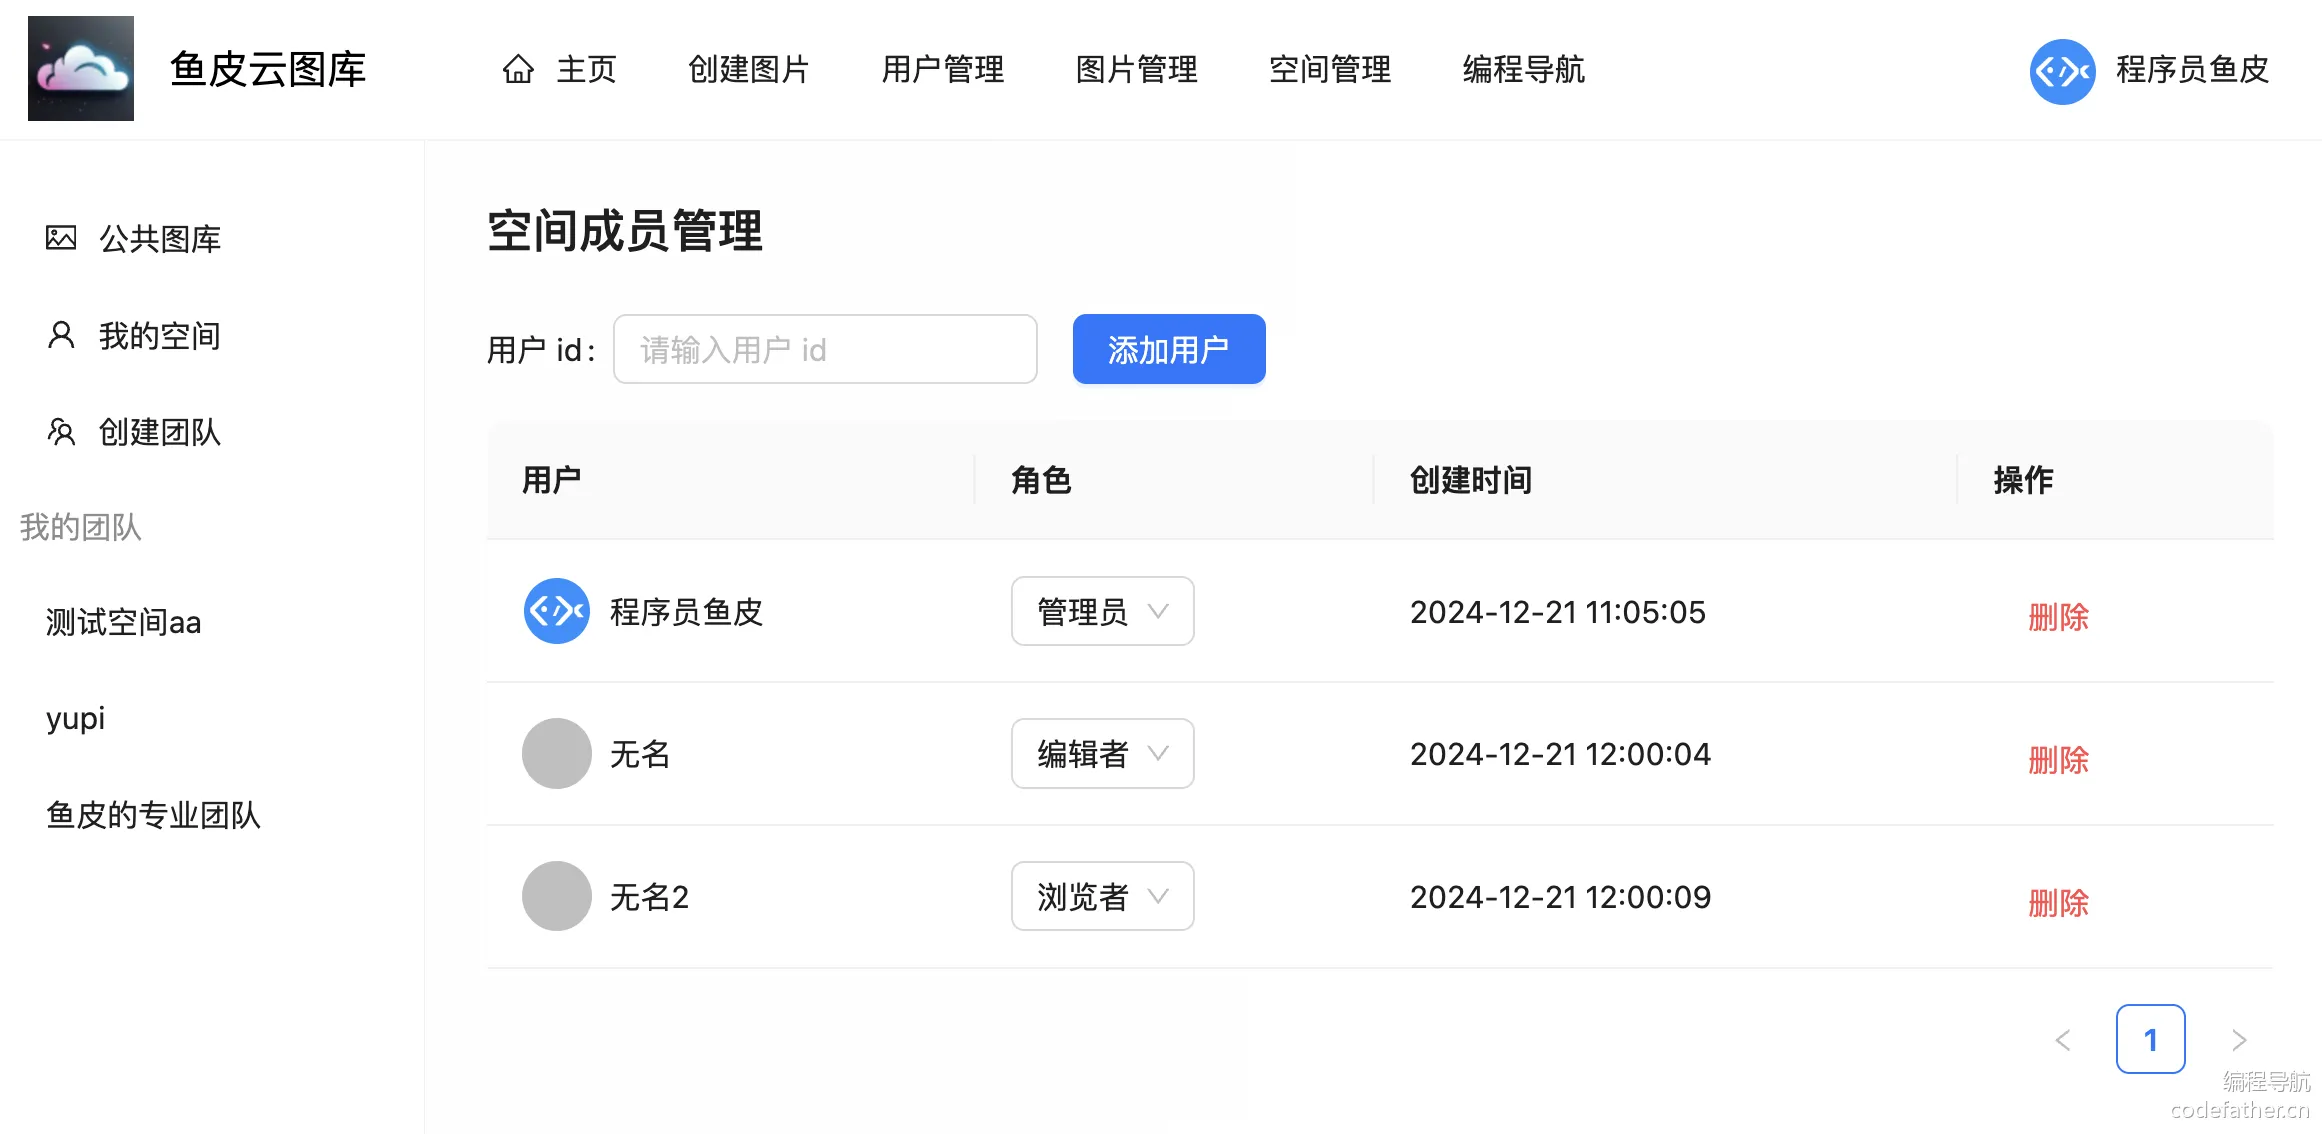 鱼皮云图库
主页 创建图片 用户管理 图片管理 空间管理 编程导航
程序员鱼皮
公共图库
我的空间
创建团队
我的团队
测试空间aa
yupi
鱼皮的专业团队
空间成员管理
用户 id: 请输入用户 id 添加用户
用户 角色 创建时间 操作
程序员鱼皮 管理员 2024-12-21 11:05:05 删除
无名 编辑者 2024-12-21 12:00:04 删除
无名2 浏览者 2024-12-21 12:00:09 删除
1
编程导航
codefather.cn